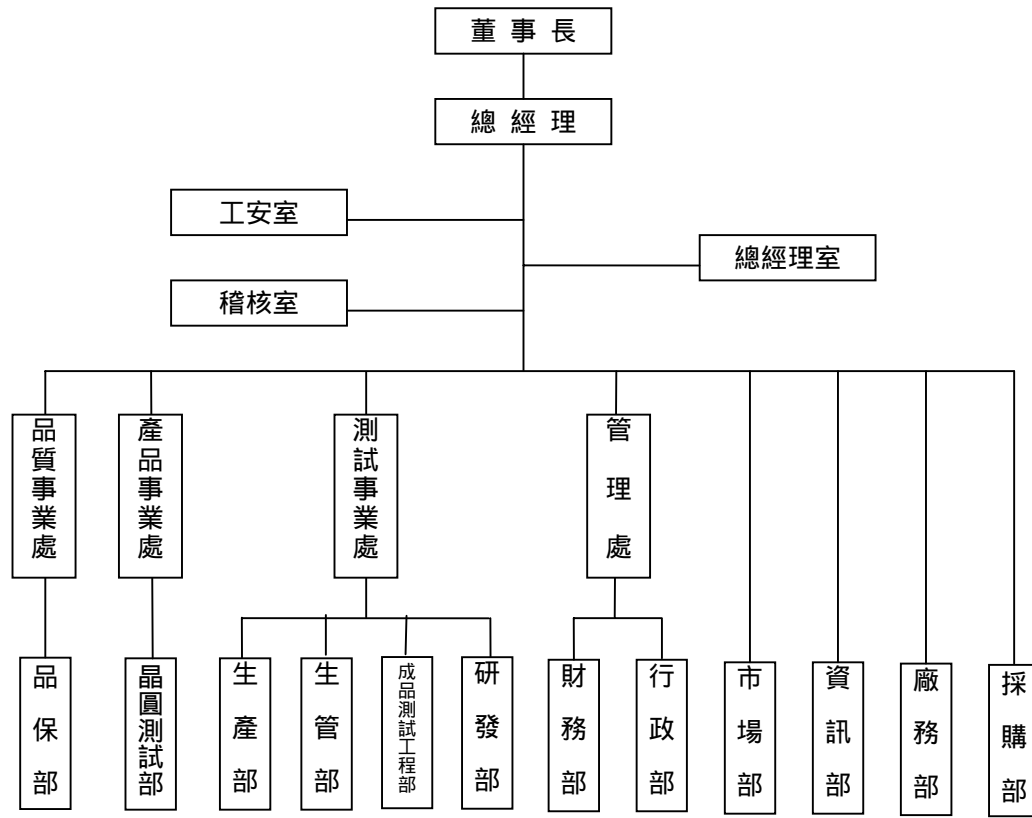 董 事 長
總 經 理
工安室
總經理室
稽核室
品質事業處
產品事業處
測試事業處
管理處
品保部
晶圓測試部
生產部
生管部
成品測試工程部
研發部
財務部
行政部
市場部
資訊部
廠務部
採購部